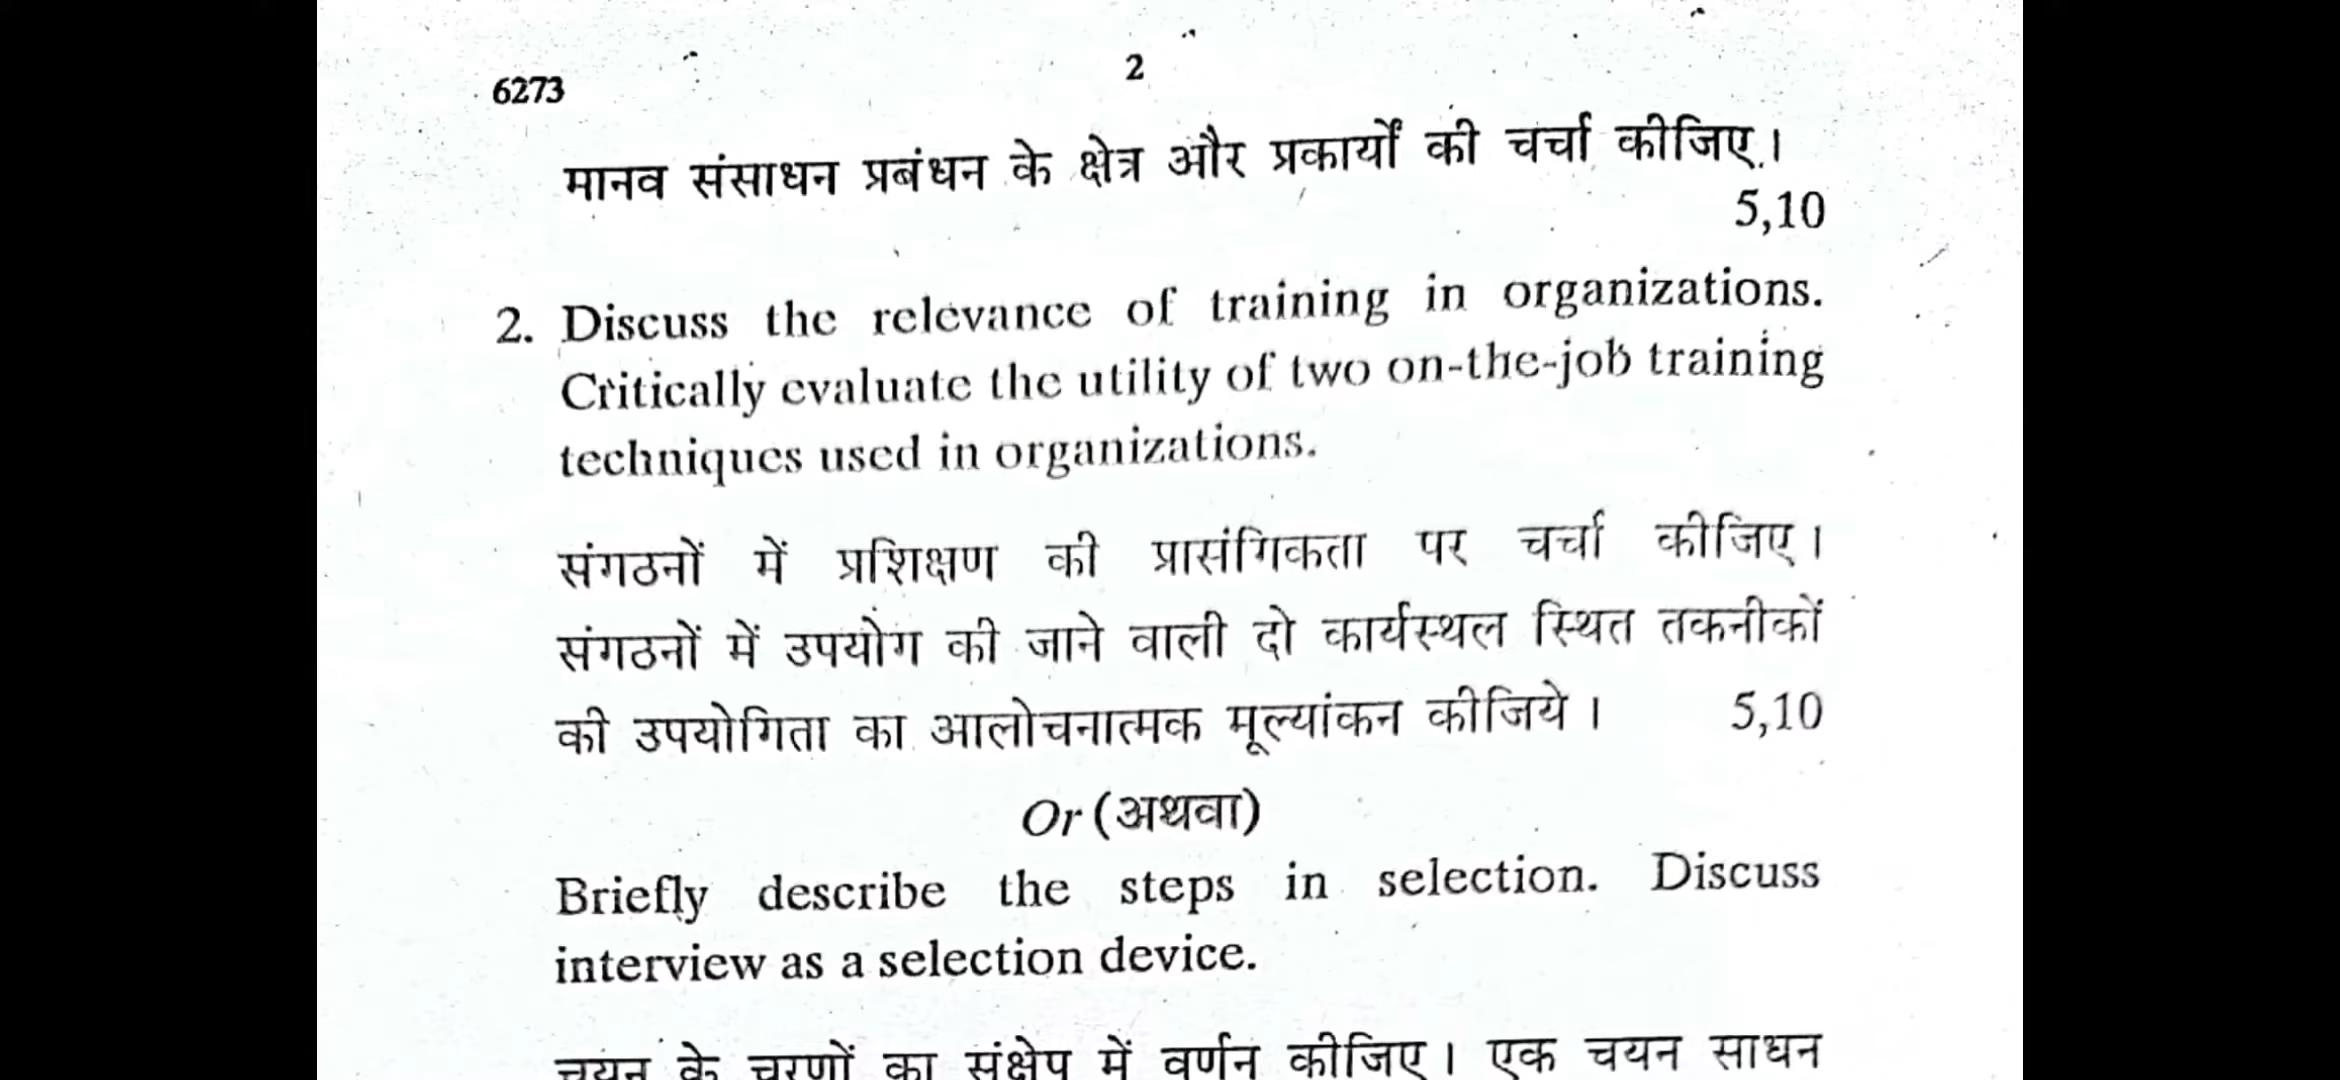 6273
2
मानव संसाधन प्रबंधन के क्षेत्र और प्रकार्यों की चर्चा कीजिए।
5,10
2. Discuss the relevance of training in organizations.
Critically evaluate the utility of two on-the-job training
techniques used in organizations.
संगठनों में प्रशिक्षण की प्रासंगिकता पर चर्चा कीजिए।
संगठनों में उपयोग की जाने वाली दो कार्यस्थल स्थित तकनीकों
की उपयोगिता का आलोचनात्मक मूल्यांकन कीजिये। 5,10
Or (अथवा)
Briefly describe the steps in selection. Discuss
interview as a selection device.
चयन के चरणों का संक्षेप में वर्णन कीजिए। एक चयन साधन